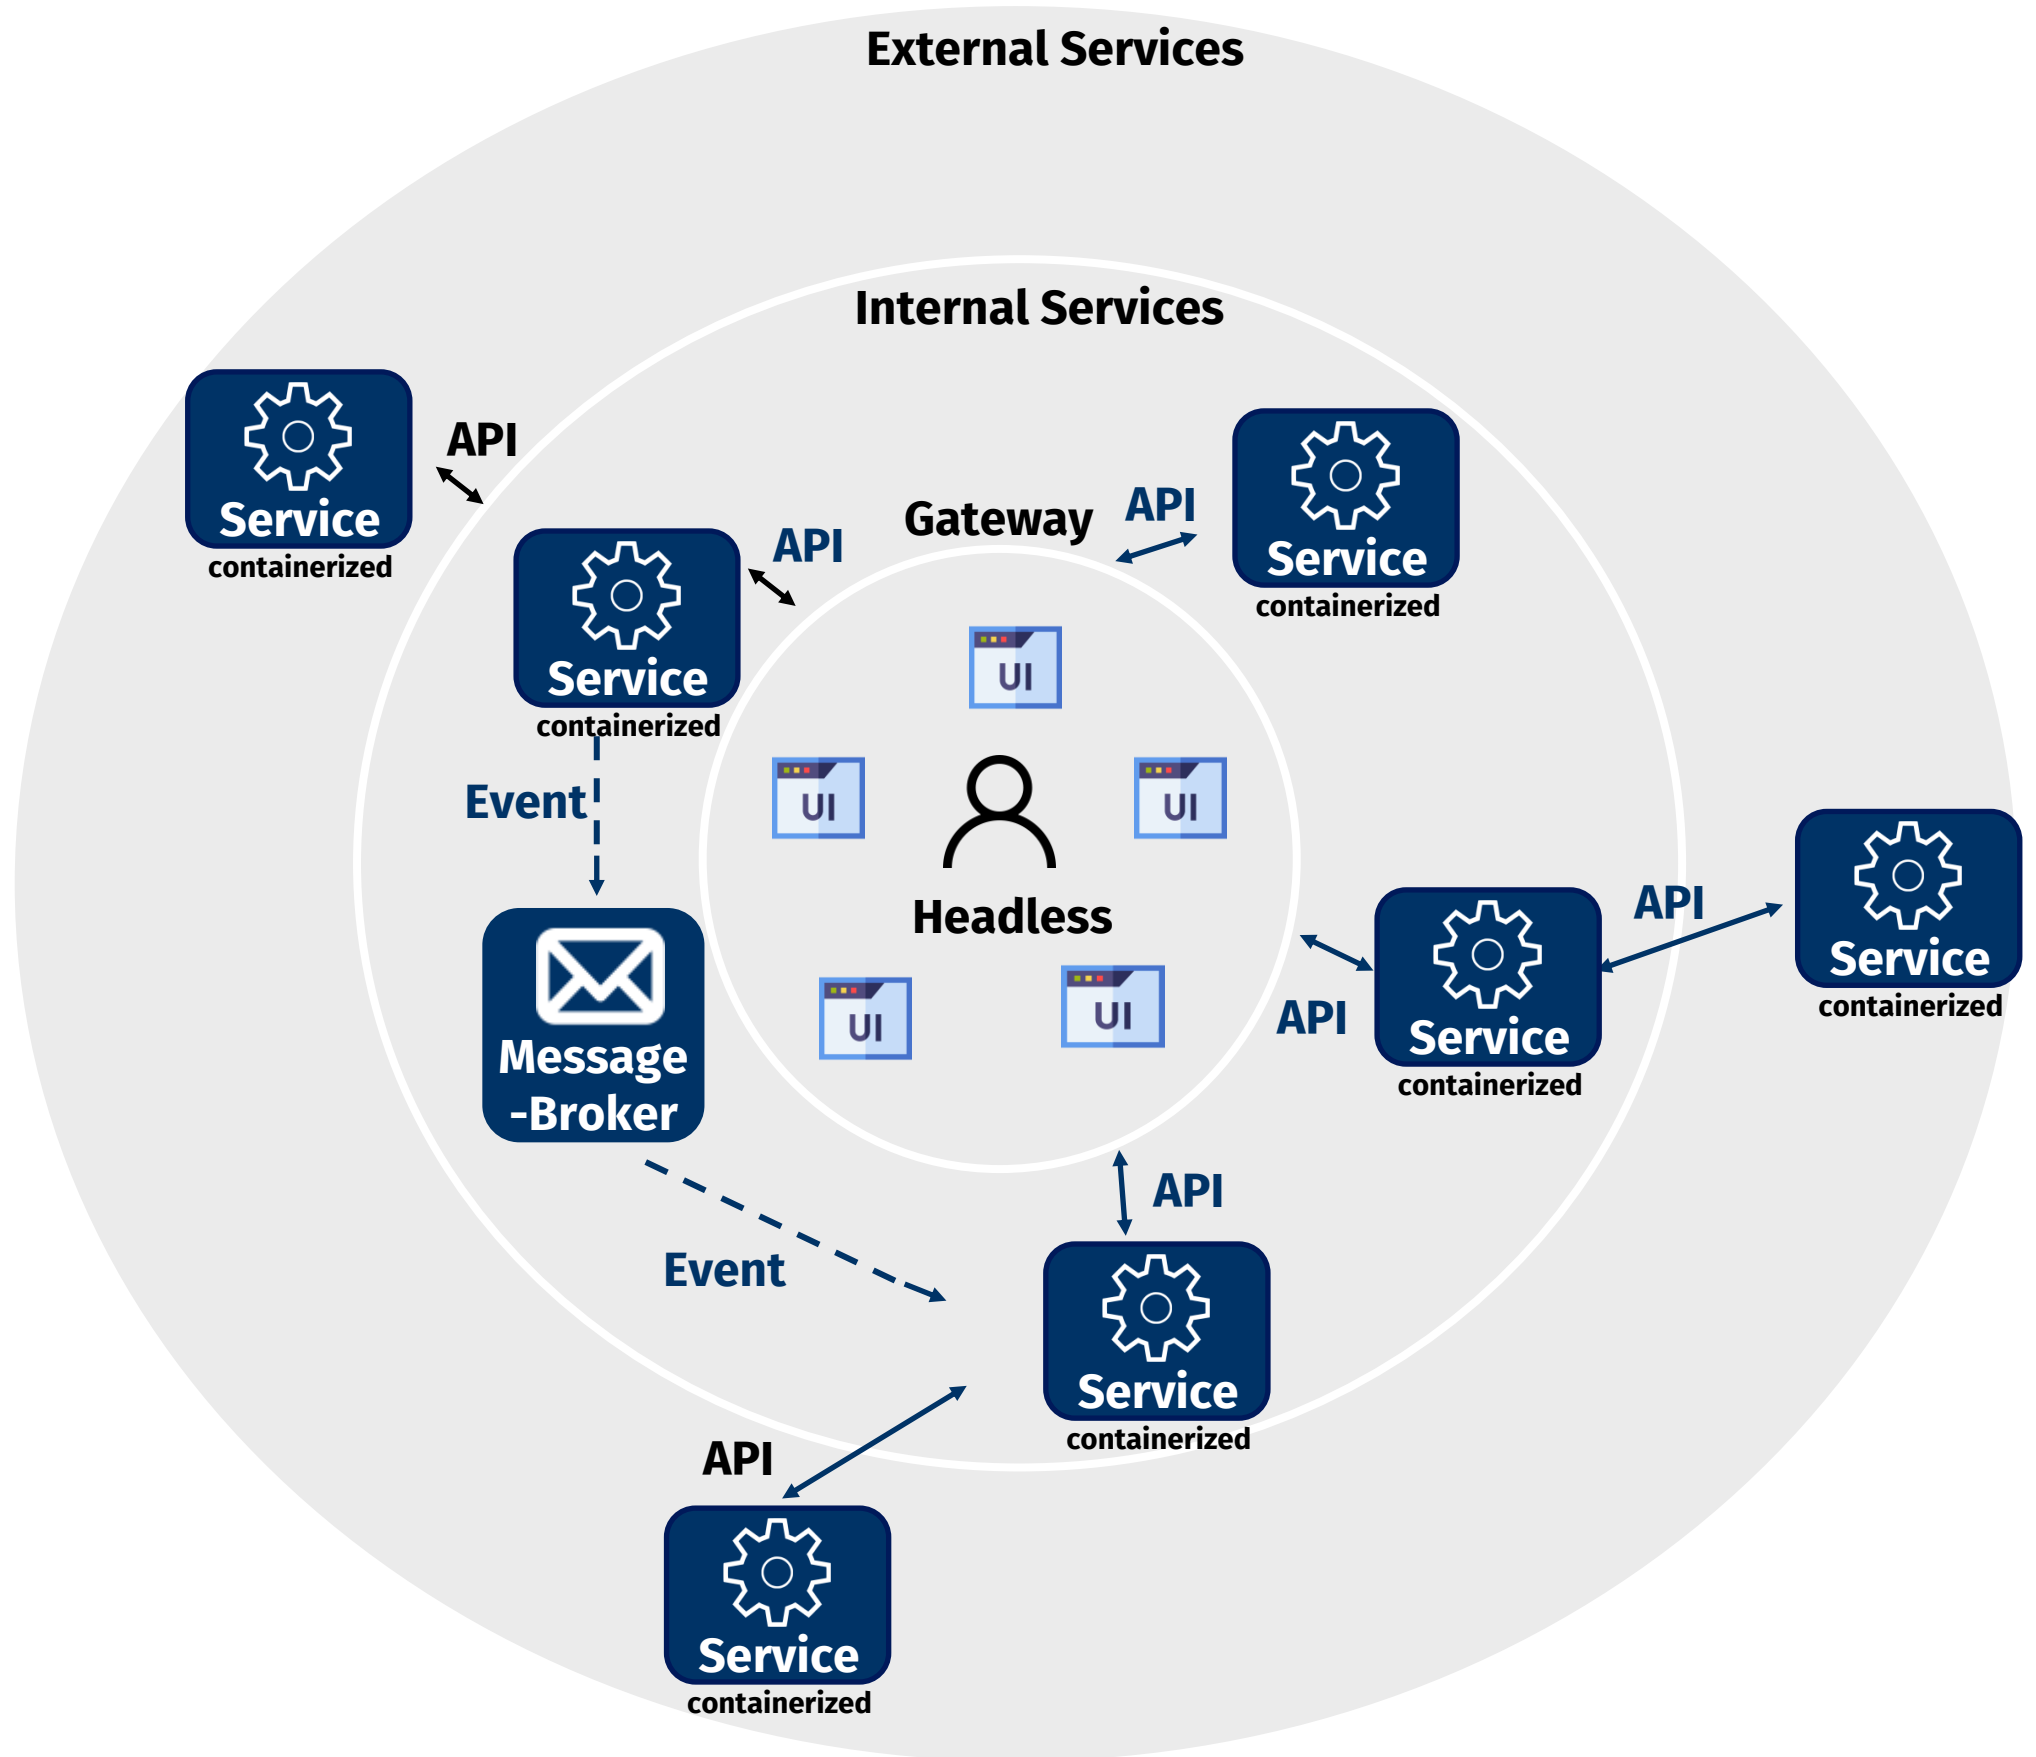 External Services
Internal Services
API
Service
containerized
Gateway
API
API
Service
containerized
Service
containerized
UI
UI
UI
Event
Headless
API
Service
containerized
API
Service
containerized
UI
UI
Message
-Broker
API
Event
Service
containerized
API
Service
containerized